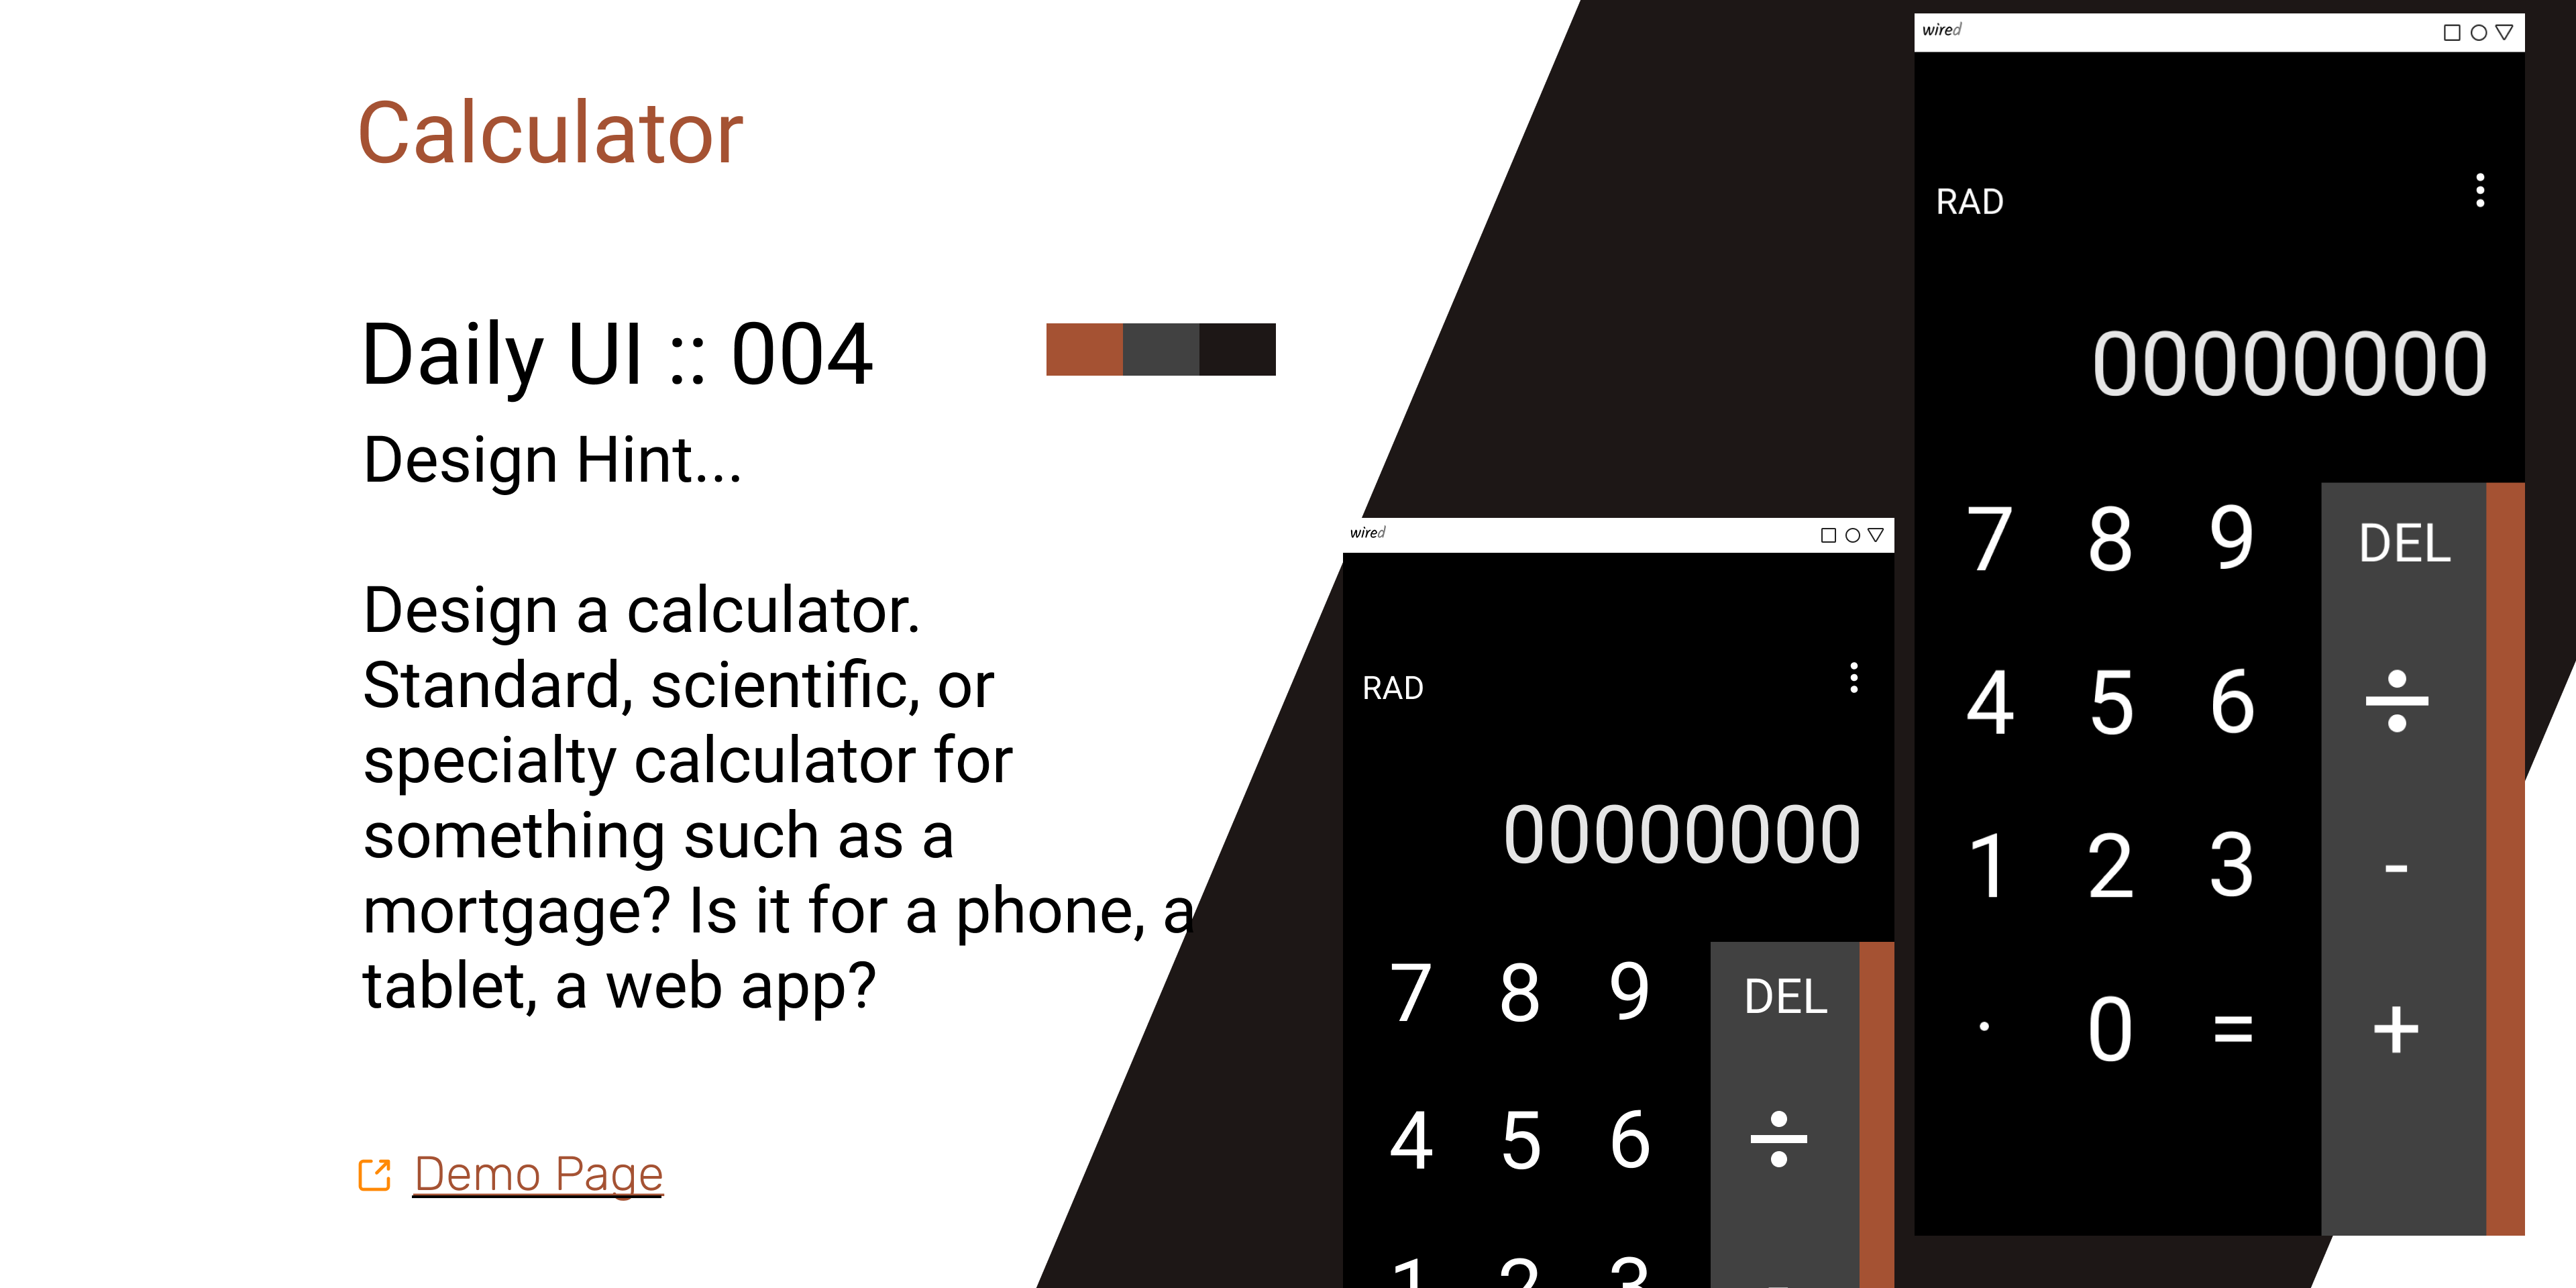 Calculator
Daily UI :: 004
Design Hint...
Design a calculator.
Standard, scientific, or
specialty calculator for
something such as a
mortgage? Is it for a phone, a
tablet, a web app?
Demo Page
wired
RAD
00000000
7 8 9 DEL
4 5 6 ÷
1 2 3 -
wired
RAD
00000000
7 8 9 DEL
4 5 6 ÷
1 2 3 -
. 0 = +